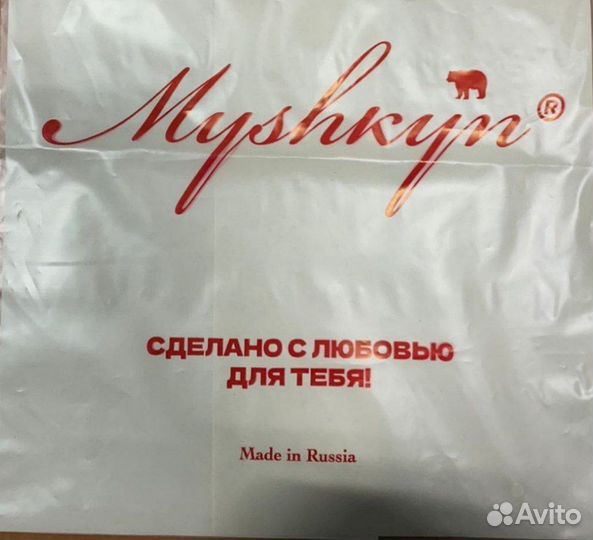 Myshkyn®
СДЕЛАНО С ЛЮБОВЬЮ
ДЛЯ ТЕБЯ!
Made in Russia
Avito